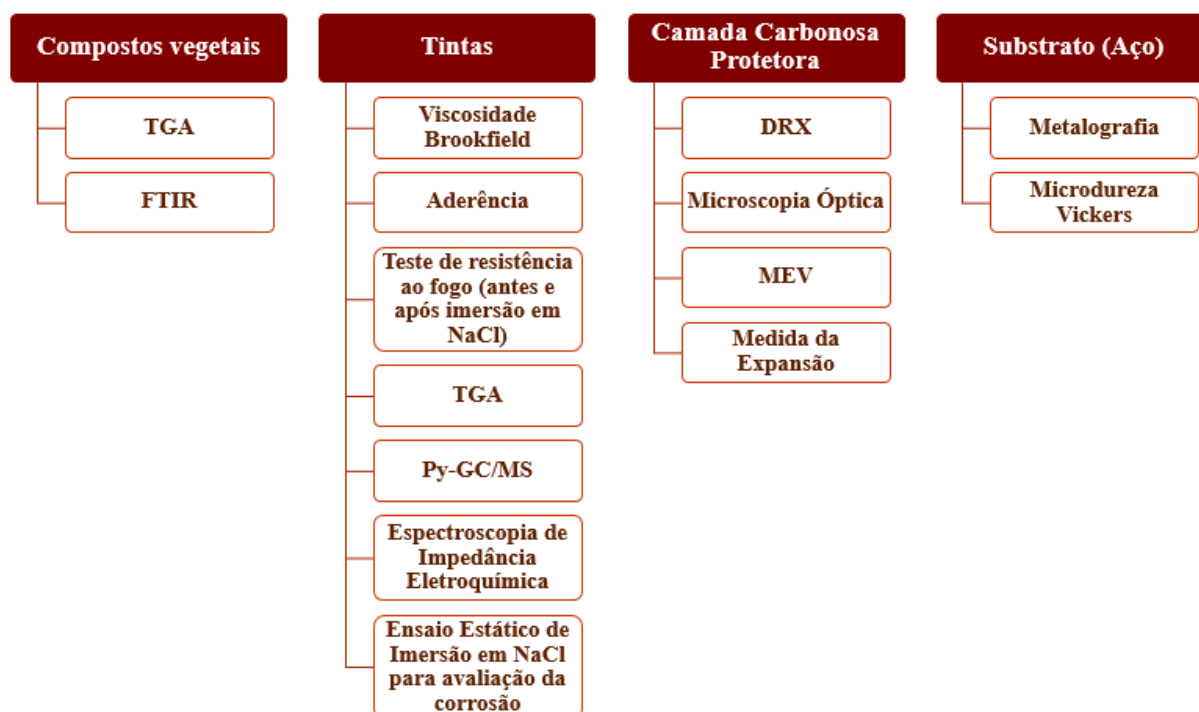 Compostos vegetais
TGA
FTIR
Tintas
Viscosidade
Brookfield
Aderência
Teste de resistência
ao fogo (antes e
após imersão em
NaCl)
TGA
Py-GC/MS
Espectroscopia de
Impedância
Eletroquímica
Ensaio Estático de
Imersão em NaCl
para avaliação da
corrosão
Camada Carbonosa
Protetora
DRX
Microscopia Óptica
MEV
Medida da
Expansão
Substrato (Aço)
Metalografia
Microdureza
Vickers